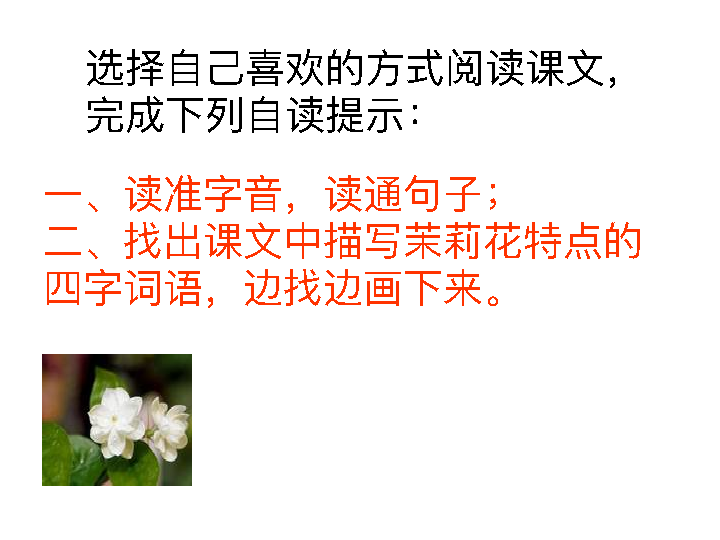 选择自己喜欢的方式阅读课文，
完成下列自读提示：
一、读准字音，读通句子；
二、找出课文中描写茉莉花特点的
四字词语，边找边画下来。